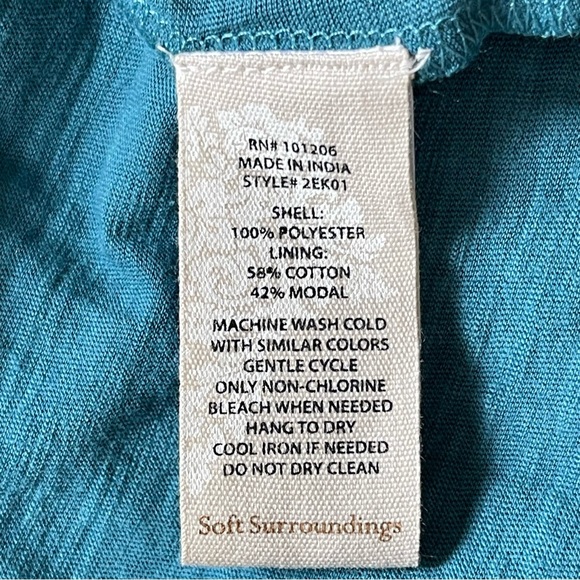 RN# 101206
MADE IN INDIA
STYLE# 2EK01
SHELL:
100% POLYESTER
LINING:
58% COTTON
42% MODAL
MACHINE WASH COLD
WITH SIMILAR COLORS
GENTLE CYCLE
ONLY NON-CHLORINE
BLEACH WHEN NEEDED
HANG TO DRY
COOL IRON IF NEEDED
DO NOT DRY CLEAN
Soft Surroundings